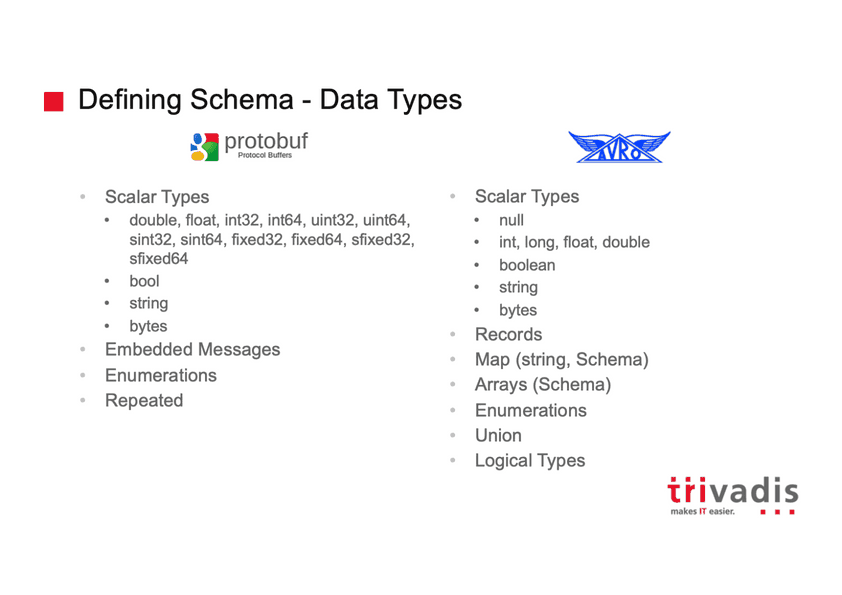 Defining Schema - Data Types
protobuf
Protocol Buffers
• Scalar Types
• double, float, int32, int64, uint32, uint64,
sint32, sint64, fixed32, fixed64, sfixed32,
sfixed64
• bool
• string
• bytes
• Embedded Messages
• Enumerations
• Repeated
AVRO
• Scalar Types
• null
• int, long, float, double
• boolean
• string
• bytes
• Records
• Map (string, Schema)
• Arrays (Schema)
• Enumerations
• Union
• Logical Types
trivadis
makes IT easier.